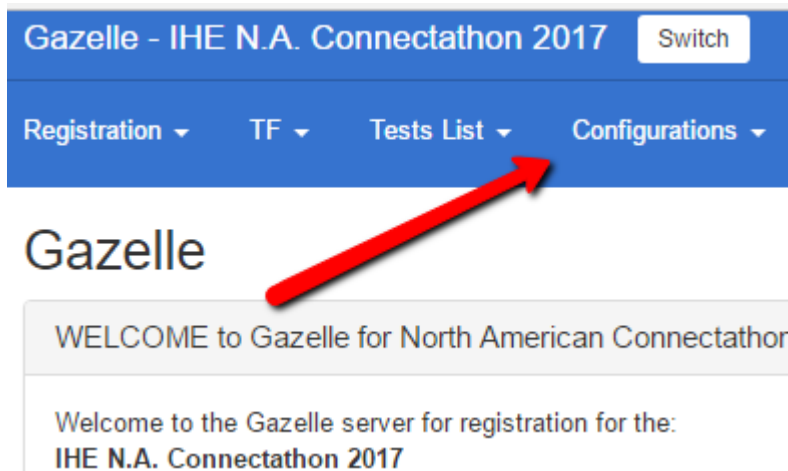 Gazelle - IHE N.A. Connectathon 2017 Switch
Registration TF Tests List Configurations
Gazelle
WELCOME to Gazelle for North American Connectathon
Welcome to the Gazelle server for registration for the:
IHE N.A. Connectathon 2017